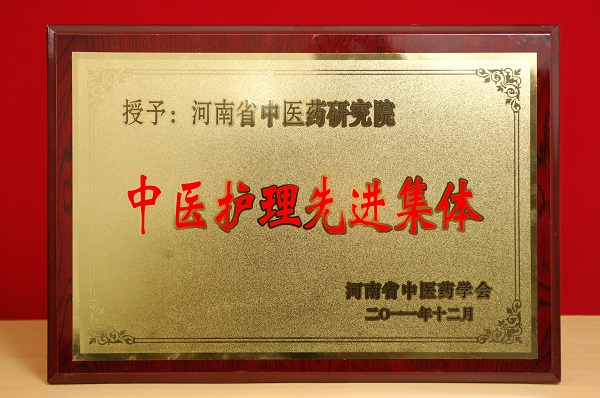 授予：河南省中医药研究院
中医护理先进集体
河南省中医药学会
二〇一一年十二月